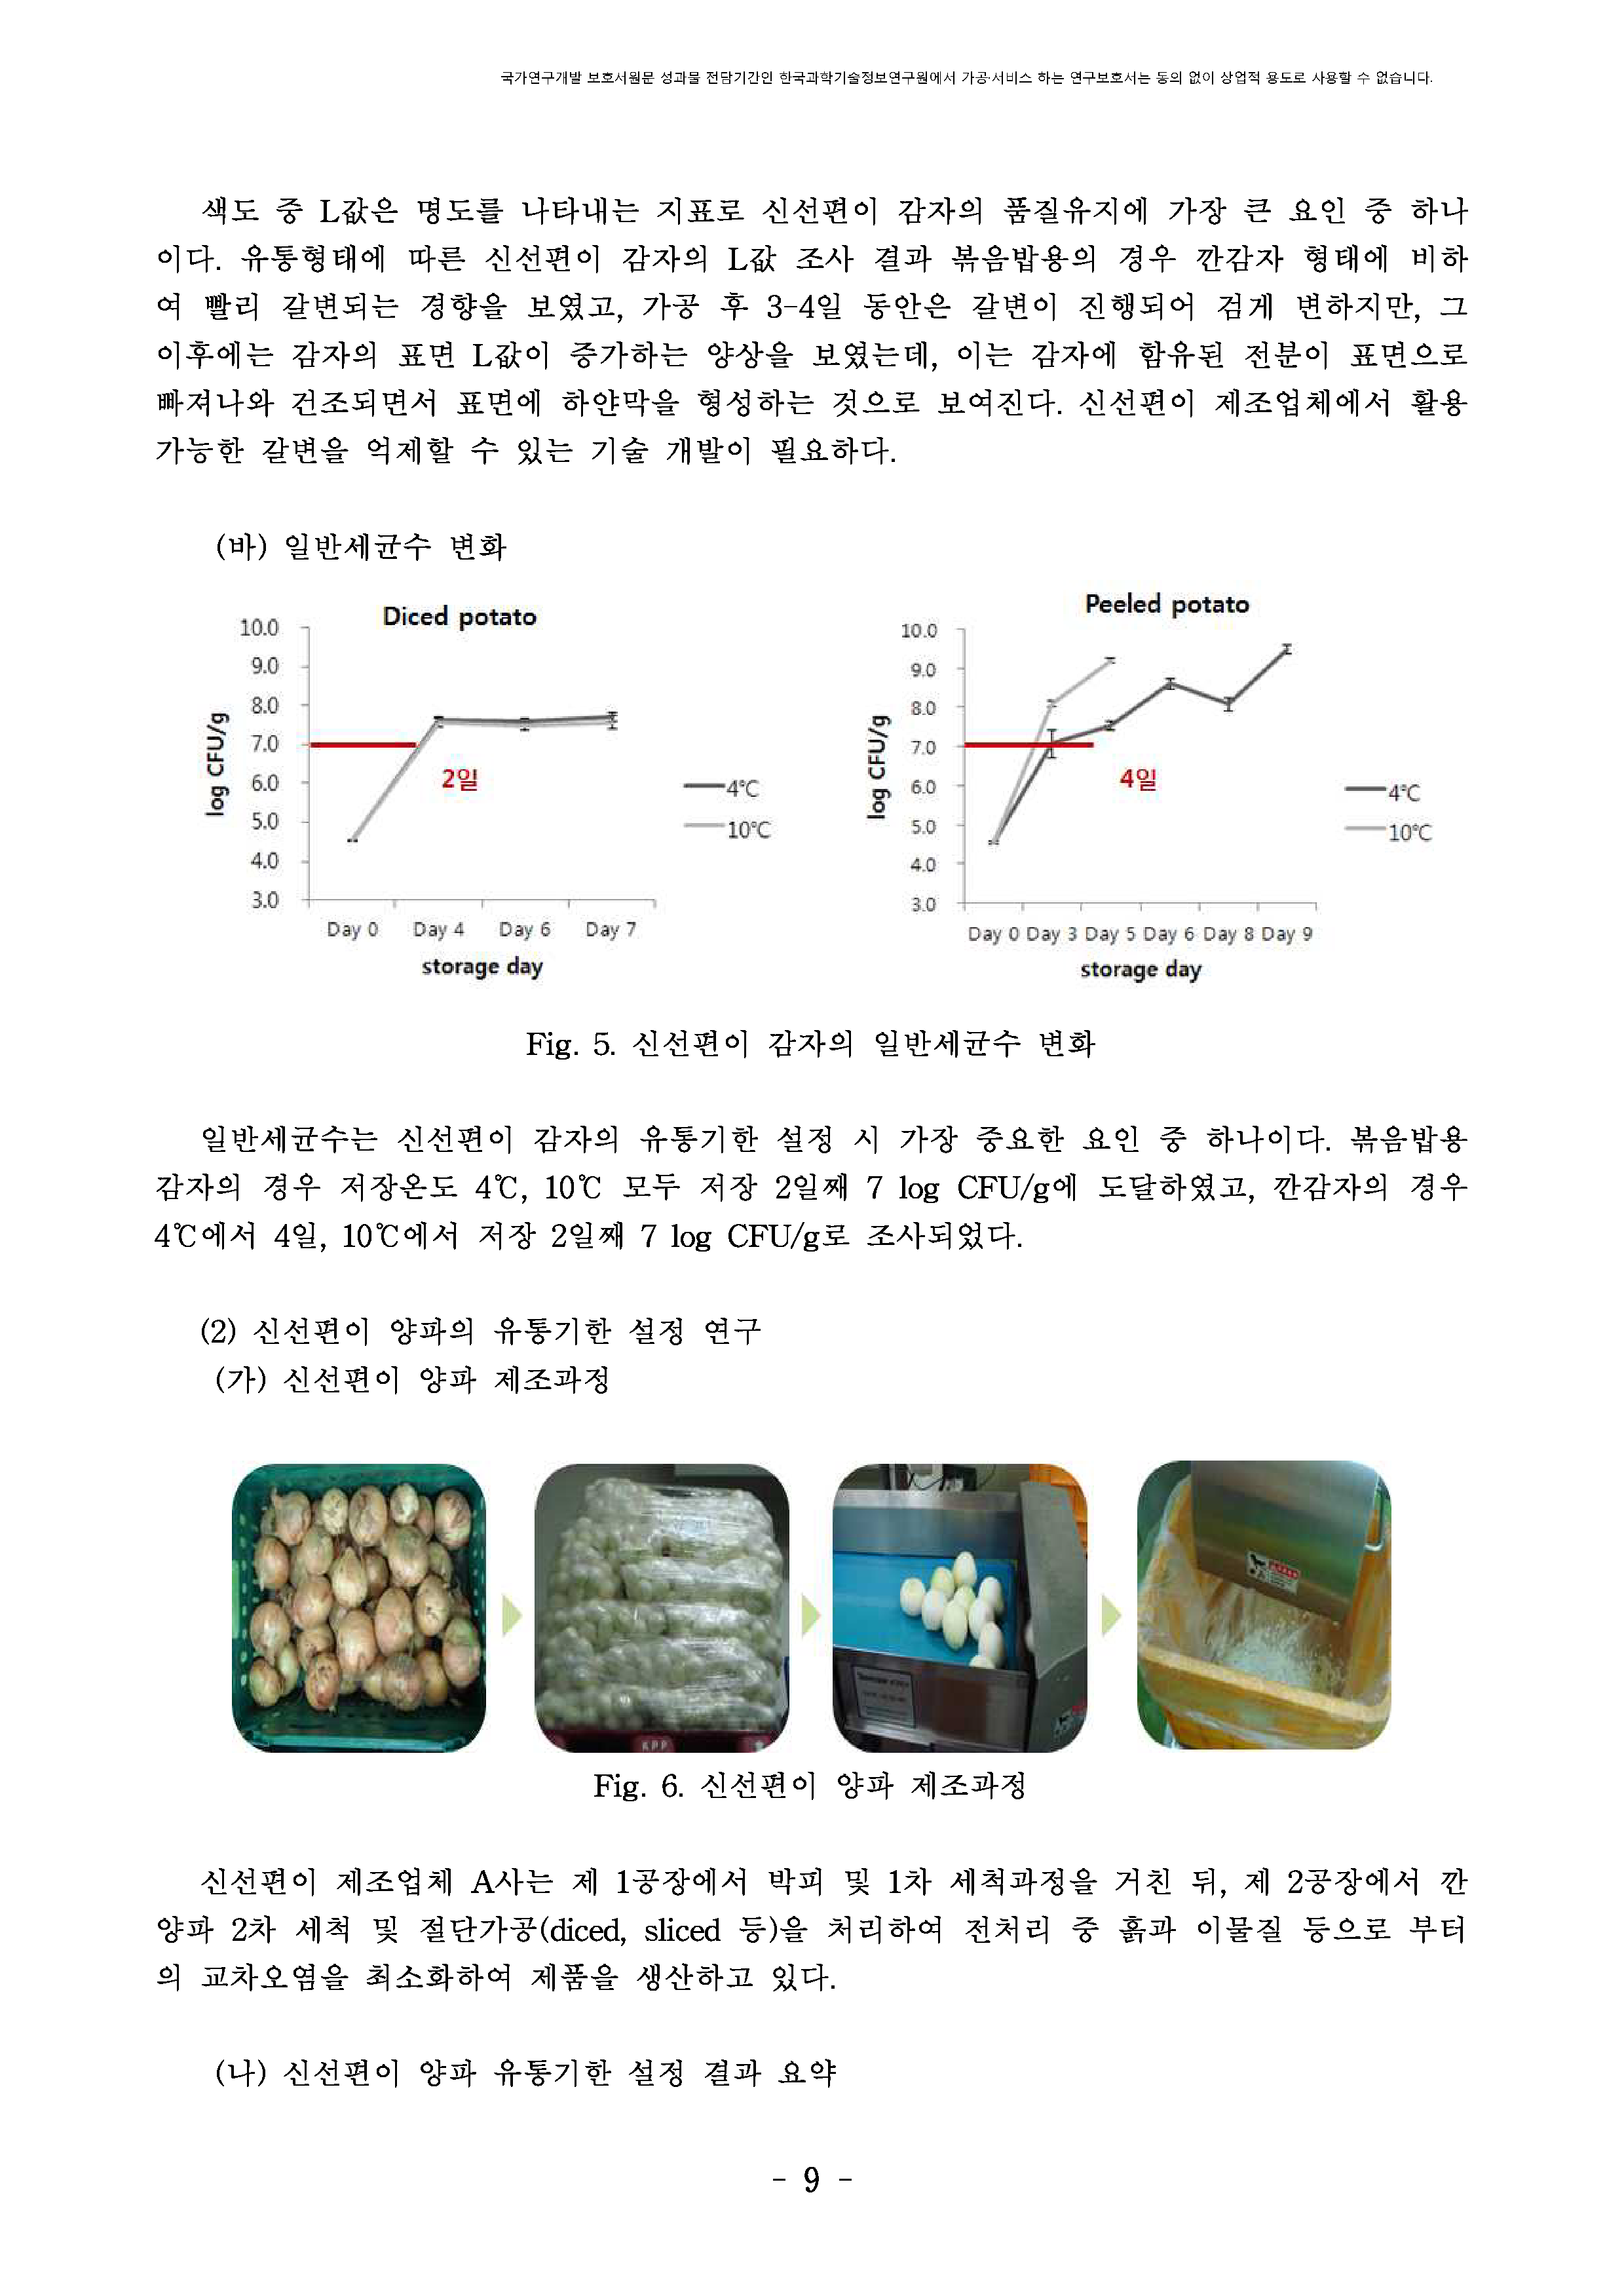 국가연구개발 보호서원문 성과물 전담기간인 한국과학기술정보연구원에서 가공·서비스 하는 연구보호서는 동의 없이 상업적 용도로 사용할 수 없습니다.
색도 중 L값은 명도를 나타내는 지표로 신선편이 감자의 품질유지에 가장 큰 요인 중 하나
이다. 유통형태에 따른 신선편이 감자의 L값 조사 결과 볶음밥용의 경우 깐감자 형태에 비하
여 빨리 갈변되는 경향을 보였고, 가공 후 3-4일 동안은 갈변이 진행되어 검게 변하지만, 그
이후에는 감자의 표면 L값이 증가하는 양상을 보였는데, 이는 감자에 함유된 전분이 표면으로
빠져나와 건조되면서 표면에 하얀막을 형성하는 것으로 보여진다. 신선편이 제조업체에서 활용
가능한 갈변을 억제할 수 있는 기술 개발이 필요하다.
(바) 일반세균수 변화
Diced potato
10.0
9.0
8.0
7.0
6.0
5.0
4.0
3.0
log CFU/g
2일
4℃
10℃
Day 0 Day 4 Day 6 Day 7
storage day
Peeled potato
10.0
9.0
8.0
7.0
6.0
5.0
4.0
3.0
log CFU/g
4일
4℃
10℃
Day 0 Day 3 Day 5 Day 6 Day 8 Day 9
storage day
Fig. 5. 신선편이 감자의 일반세균수 변화
일반세균수는 신선편이 감자의 유통기한 설정 시 가장 중요한 요인 중 하나이다. 볶음밥용
감자의 경우 저장온도 4℃, 10℃ 모두 저장 2일째 7 log CFU/g에 도달하였고, 깐감자의 경우
4℃에서 4일, 10℃에서 저장 2일째 7 log CFU/g로 조사되었다.
(2) 신선편이 양파의 유통기한 설정 연구
(가) 신선편이 양파 제조과정
KPP
Fig. 6. 신선편이 양파 제조과정
신선편이 제조업체 A사는 제 1공장에서 박피 및 1차 세척과정을 거친 뒤, 제 2공장에서 깐
양파 2차 세척 및 절단가공(diced, sliced 등)을 처리하여 전처리 중 흙과 이물질 등으로 부터
의 교차오염을 최소화하여 제품을 생산하고 있다.
(나) 신선편이 양파 유통기한 설정 결과 요약
- 9 -